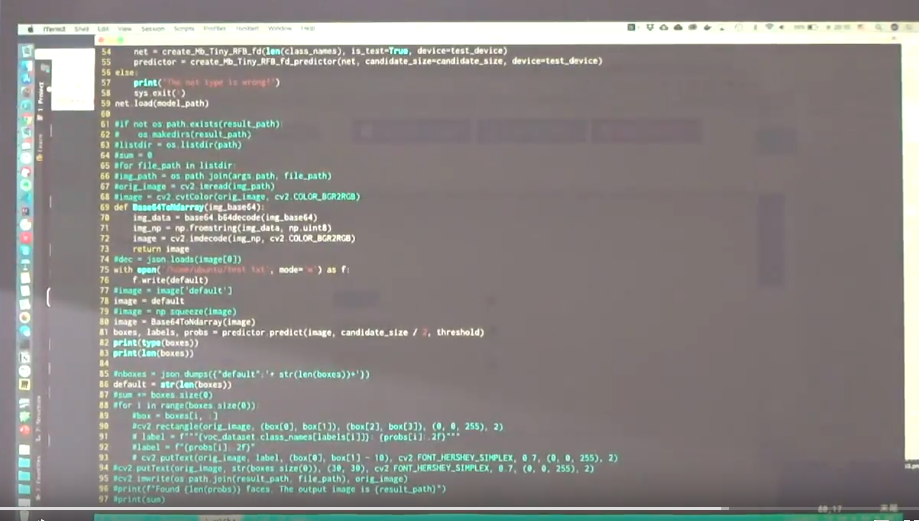 iTerm2 Shell Edit View Session Scripts Profiles Window Help
54 net = create_Mb_Tiny_RFB_fd(len(class_names), is_test=True, device=test_device)
55 predictor = create_Mb_Tiny_RFB_fd_predictor(net, candidate_size=candidate_size, device=test_device)
56 else:
57 print("The net type is wrong!")
58 sys.exit( )
59 net.load(model_path)
60
61 #if not os.path.exists(result_path):
62 # os.makedirs(result_path)
63 #listdir = os.listdir(path)
64 #sum = 0
65 #for file_path in listdir:
66 #img_path = os.path.join(args.path, file_path)
67 #orig_image = cv2.imread(img_path)
68 #image = cv2.cvtColor(orig_image, cv2.COLOR_BGR2RGB)
69 def Base64ToNdarray(img_base64):
70 img_data = base64.b64decode(img_base64)
71 img_np = np.fromstring(img_data, np.uint8)
72 image = cv2.imdecode(img_np, cv2.COLOR_BGR2RGB)
73 return image
74 #dec = json.loads(image[0])
75 with open('/home/ubuntu/test.txt', mode='w') as f:
76 f.write(default)
77 #image = image['default']
78 image = default
79 #image = np.squeeze(image)
80 image = Base64ToNdarray(image)
81 boxes, labels, probs = predictor.predict(image, candidate_size / 2, threshold)
82 print(type(boxes))
83 print(len(boxes))
84
85 #nboxes = json.dumps({"default":'+ str(len(boxes))+'})
86 default = str(len(boxes))
87 #sum += boxes.size(0)
88 #for i in range(boxes.size(0)):
89 #box = boxes[i, :]
90 #cv2.rectangle(orig_image, (box[0], box[1]), (box[2], box[3]), (0, 0, 255), 2)
91 # label = f"""{voc_dataset.class_names[labels[i]]}: {probs[i]:.2f}"""
92 #label = f"{probs[i]:.2f}"
93 # cv2.putText(orig_image, label, (box[0], box[1] - 10), cv2.FONT_HERSHEY_SIMPLEX, 0.7, (0, 0, 255), 2)
94 #cv2.putText(orig_image, str(boxes.size(0)), (30, 30), cv2.FONT_HERSHEY_SIMPLEX, 0.7, (0, 0, 255), 2)
95 #cv2.imwrite(os.path.join(result_path, file_path), orig_image)
96 #print(f"Found {len(probs)} faces. The output image is {result_path}")
97 #print(sum)
80,17 末尾